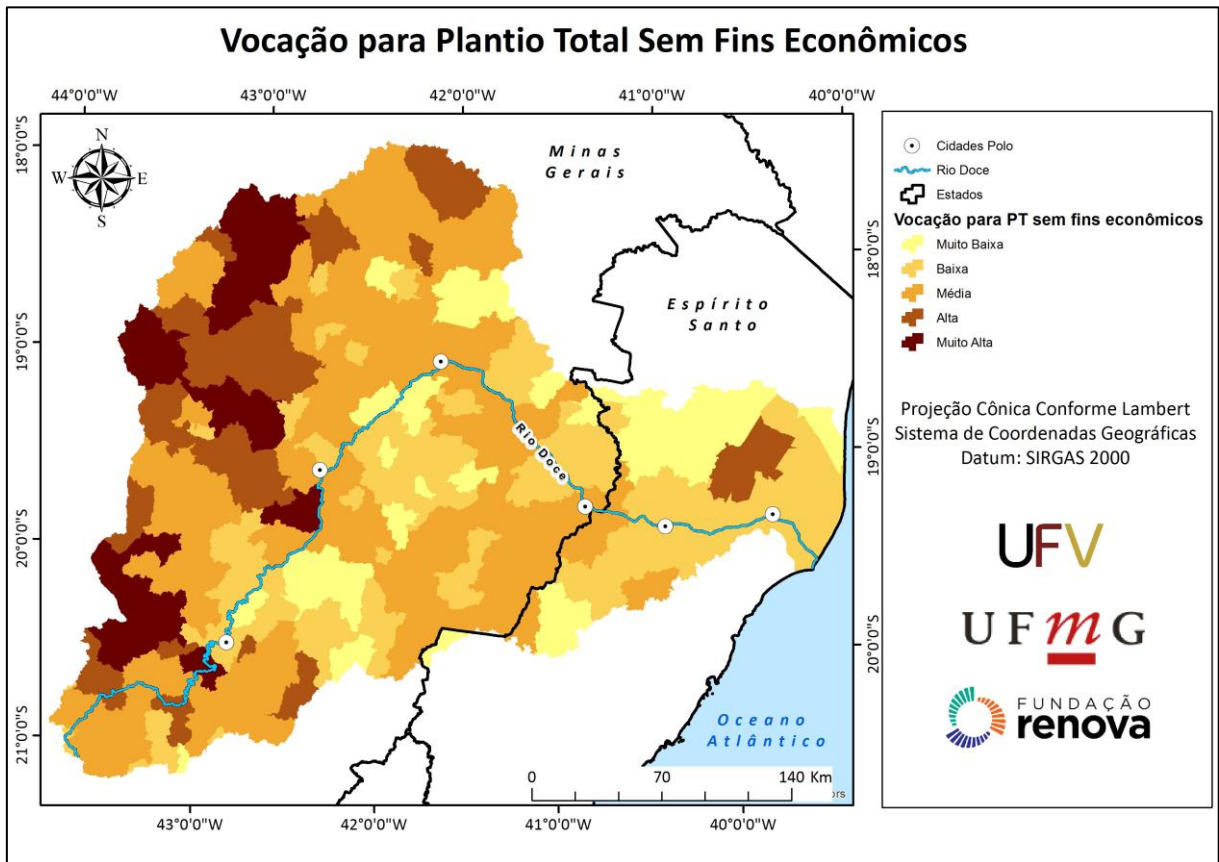 Vocação para Plantio Total Sem Fins Econômicos
44°0'0"W
43°0'0"W
42°0'0"W
41°0'0"W
40°0'0"W
18°0'0"S
19°0'0"S
20°0'0"S
21°0'0"S
N
W
E
S
Minas
Gerais
Espírito
Santo
Rio Doce
Oceano
Atlântico
18°0'0"S
19°0'0"S
20°0'0"S
0
70
140 Km
ors
43°0'0"W
42°0'0"W
41°0'0"W
40°0'0"W
Cidades Polo
Rio Doce
Estados
Vocação para PT sem fins econômicos
Muito Baixa
Baixa
Média
Alta
Muito Alta
Projeção Cônica Conforme Lambert
Sistema de Coordenadas Geográficas
Datum: SIRGAS 2000
UFV
UFmG
FUNDAÇÃO
renova